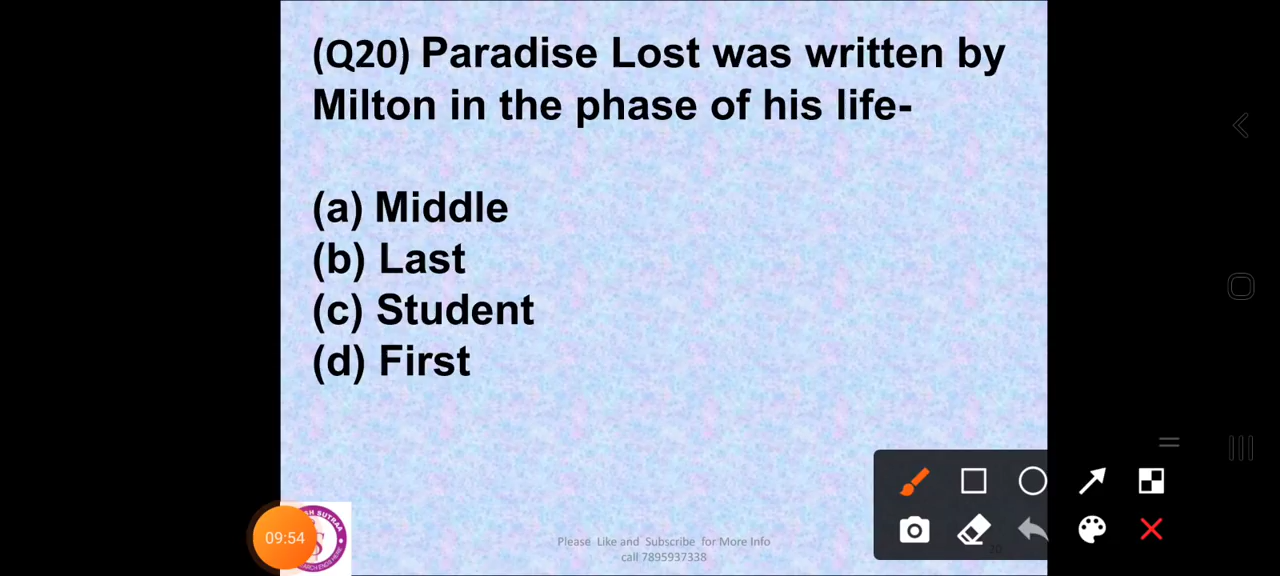 (Q20) Paradise Lost was written by
Milton in the phase of his life-
(a) Middle
(b) Last
(c) Student
(d) First
09:54
Please Like and Subscribe for More Info
call 7895937338
20